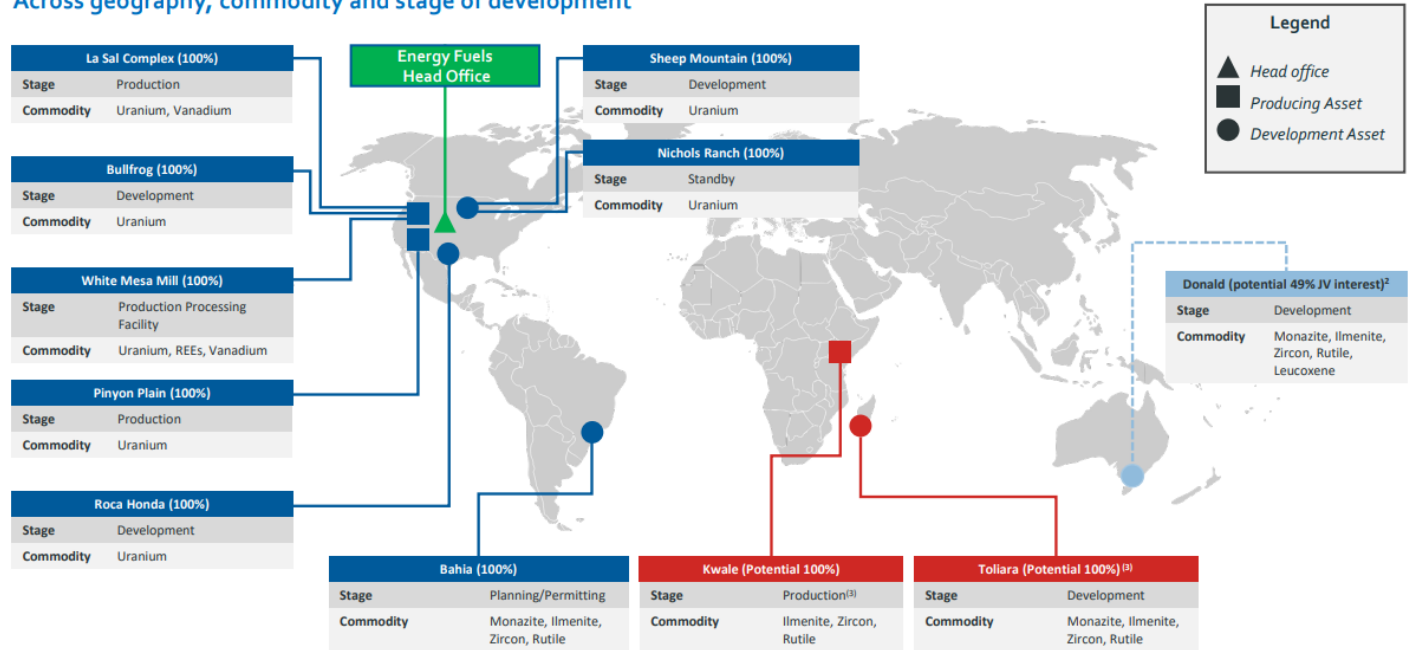 Across geography, commodity and stage of development
Legend
Head office
Producing Asset
Development Asset
Energy Fuels
Head Office
La Sal Complex (100%)
Stage Production
Commodity Uranium, Vanadium
Bullfrog (100%)
Stage Development
Commodity Uranium
White Mesa Mill (100%)
Stage Production Processing
Facility
Commodity Uranium, REEs, Vanadium
Pinyon Plain (100%)
Stage Production
Commodity Uranium
Roca Honda (100%)
Stage Development
Commodity Uranium
Sheep Mountain (100%)
Stage Development
Commodity Uranium
Nichols Ranch (100%)
Stage Standby
Commodity Uranium
Donald (potential 49% JV interest)²
Stage Development
Commodity Monazite, Ilmenite,
Zircon, Rutile,
Leucoxene
Bahia (100%)
Stage Planning/Permitting
Commodity Monazite, Ilmenite,
Zircon, Rutile
Kwale (Potential 100%)
Stage Production⁽³⁾
Commodity Ilmenite, Zircon,
Rutile
Toliara (Potential 100%)⁽³⁾
Stage Development
Commodity Monazite, Ilmenite,
Zircon, Rutile